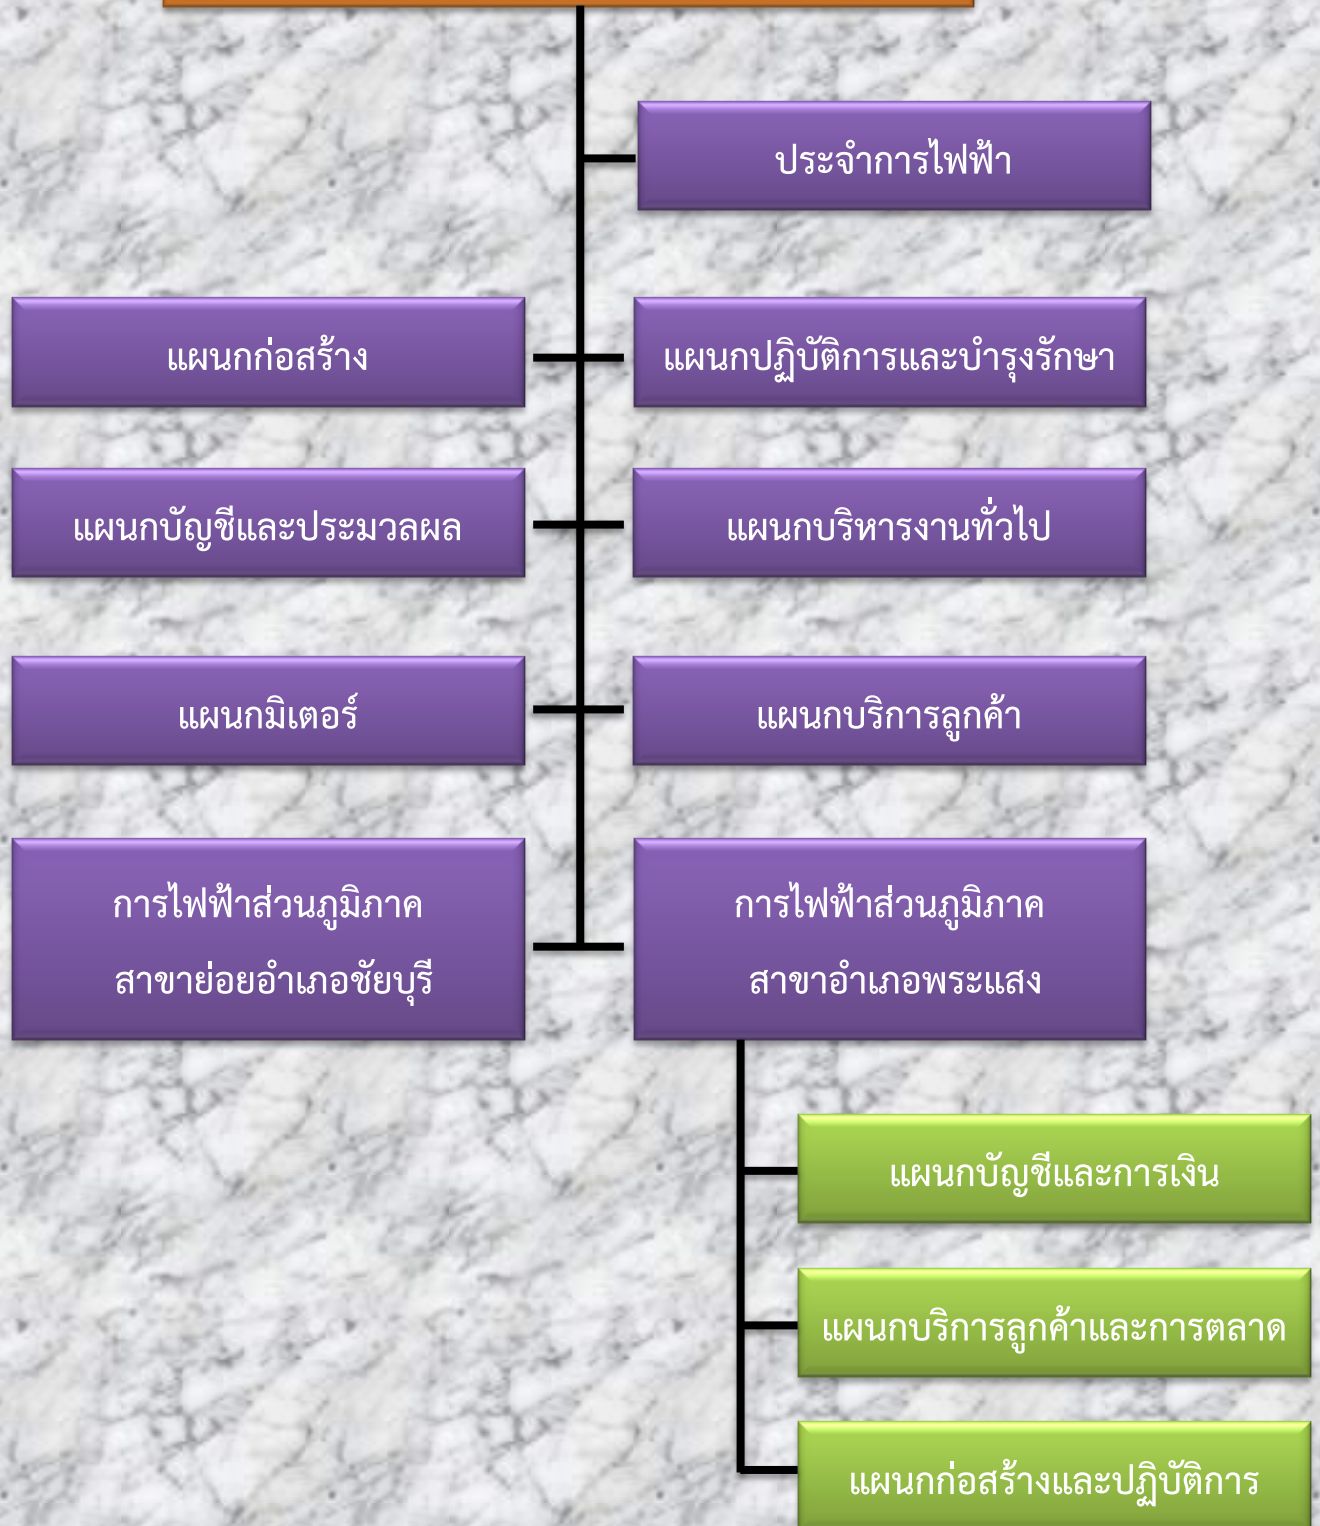 ประจำการไฟฟ้า
แผนกก่อสร้าง
แผนกปฏิบัติการและบำรุงรักษา
แผนกบัญชีและประมวลผล
แผนกบริหารงานทั่วไป
แผนกมิเตอร์
แผนกบริการลูกค้า
การไฟฟ้าส่วนภูมิภาค
สาขาย่อยอำเภอชัยบุรี
การไฟฟ้าส่วนภูมิภาค
สาขาอำเภอพระแสง
แผนกบัญชีและการเงิน
แผนกบริการลูกค้าและการตลาด
แผนกก่อสร้างและปฏิบัติการ